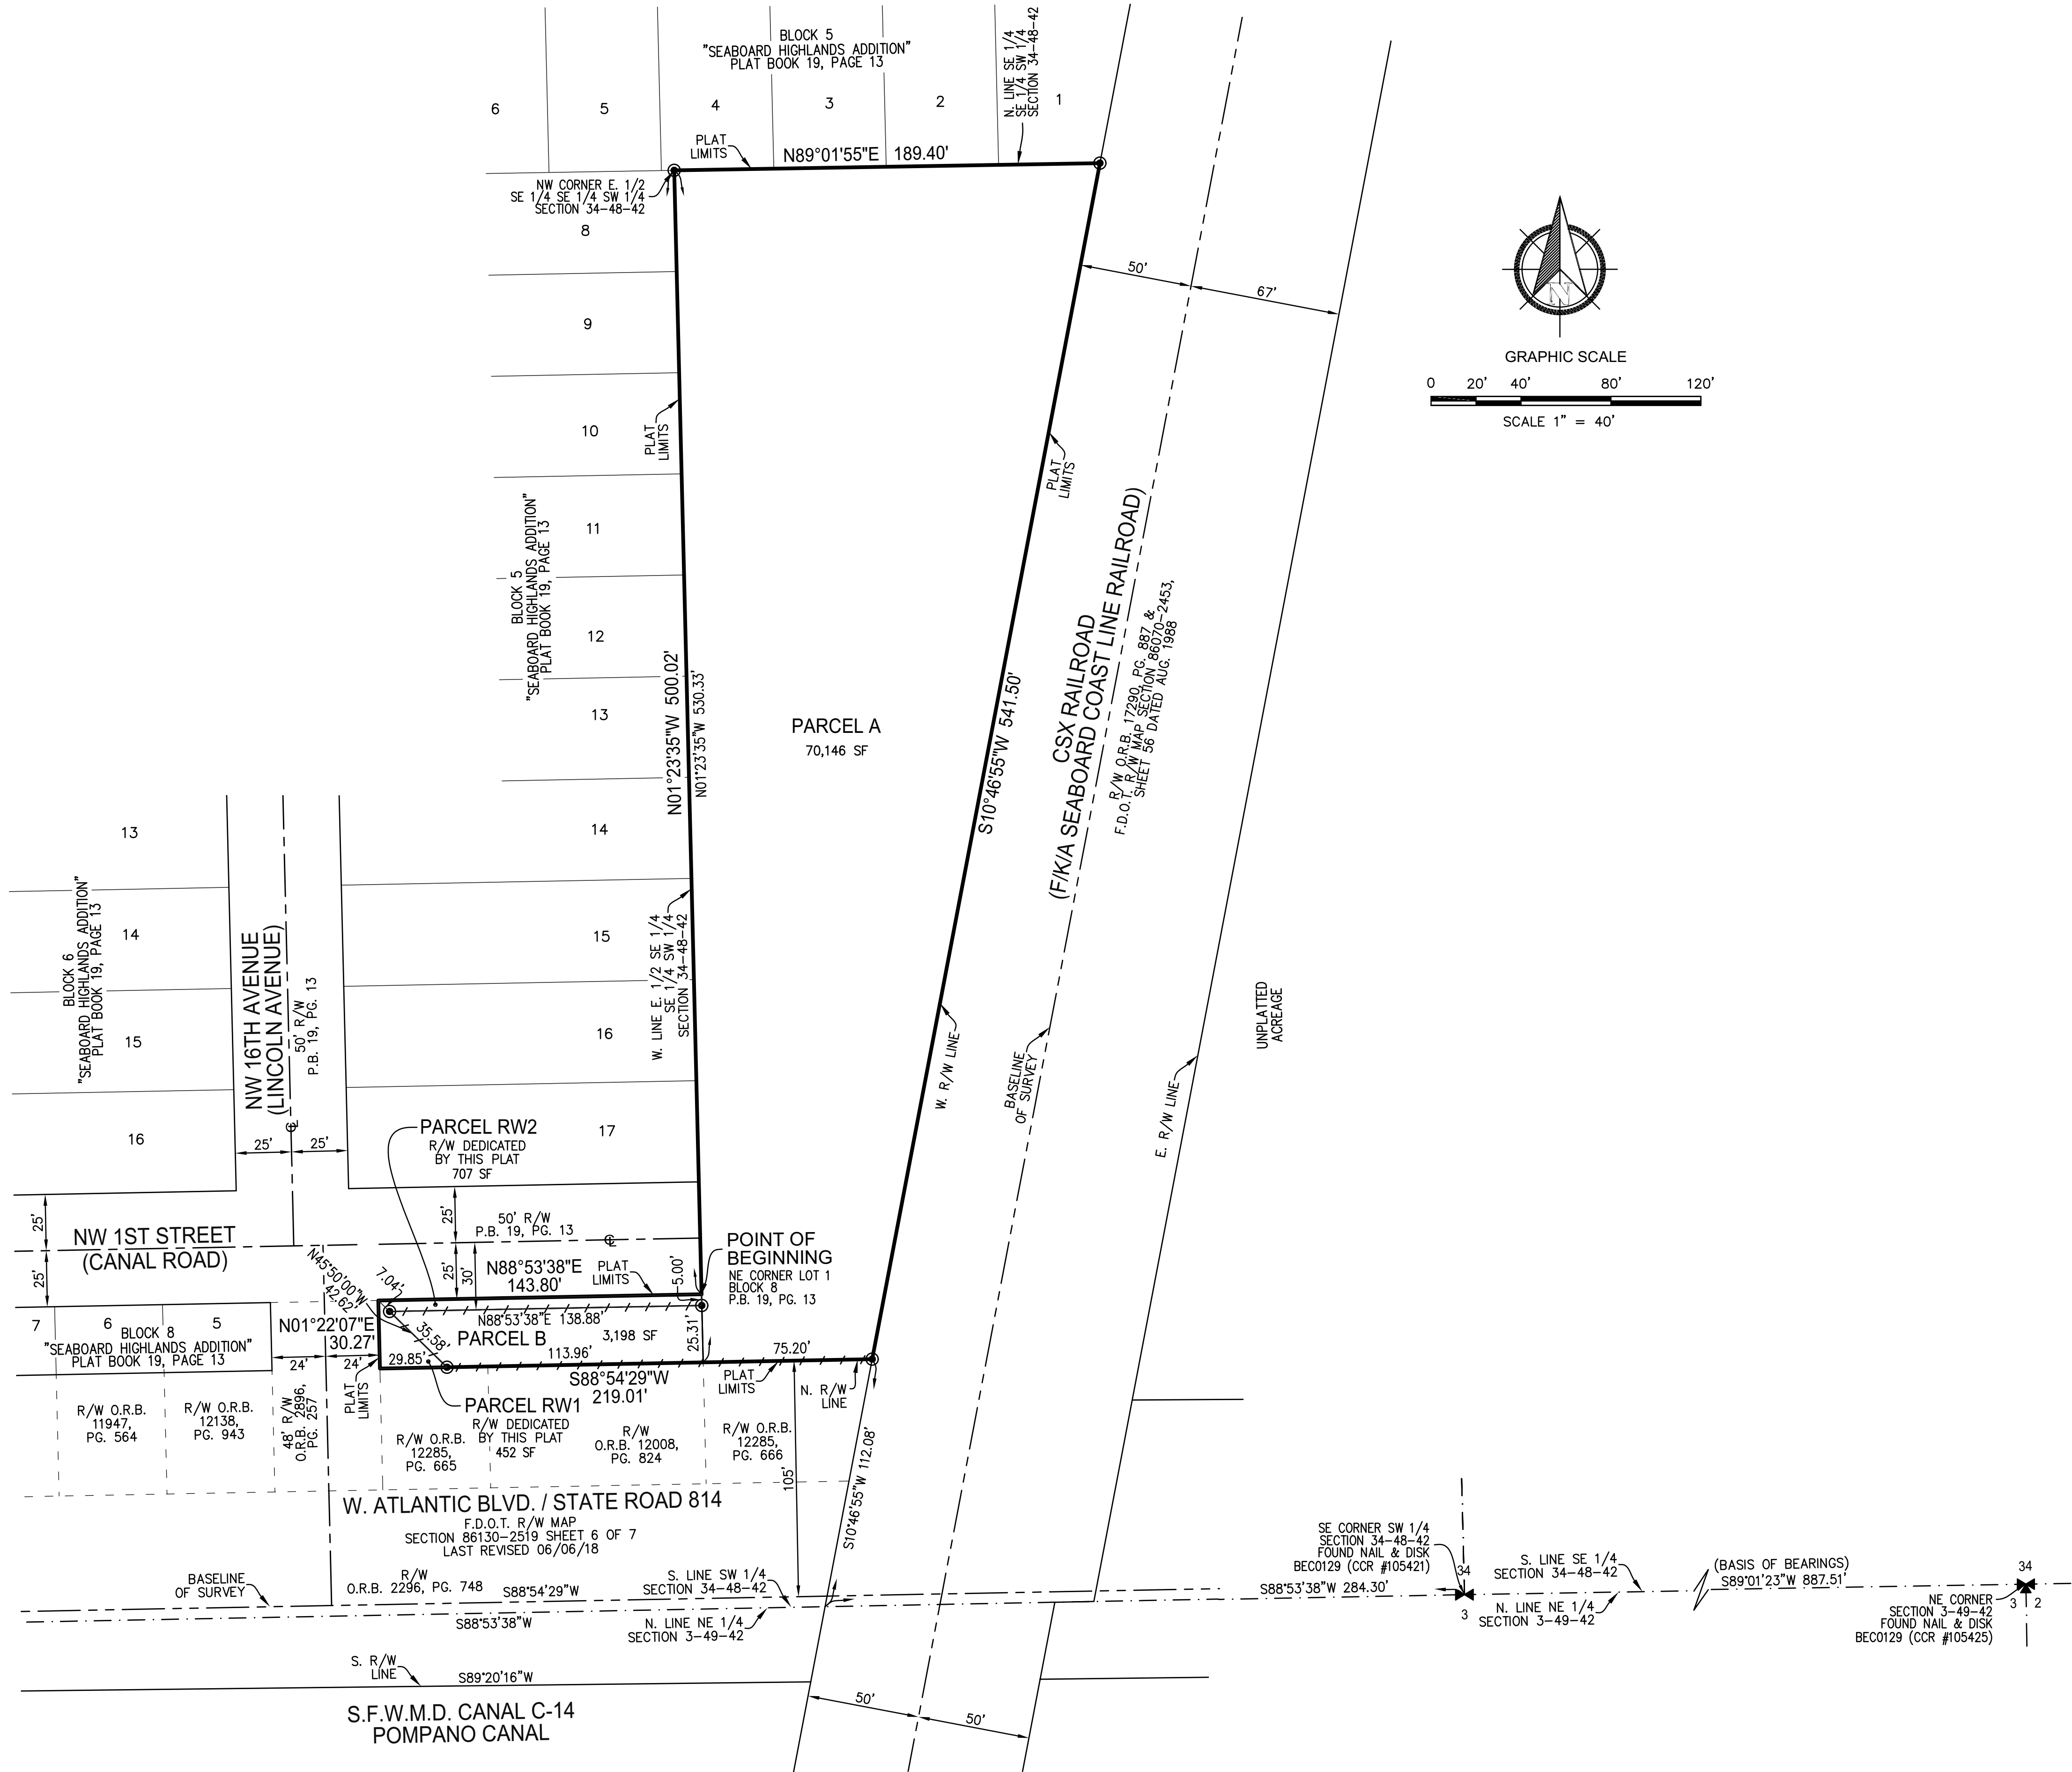 BLOCK 5
"SEABOARD HIGHLANDS ADDITION"
PLAT BOOK 19, PAGE 13
6
5
4
3
2
1
N. LINE SE 1/4
SE 1/4 SW 1/4
SECTION 34-48-42
PLAT
LIMITS
N89°01'55"E 189.40'
NW CORNER E. 1/2
SE 1/4 SE 1/4 SW 1/4
SECTION 34-48-42
8
9
10
11
12
13
14
15
16
17
PLAT
LIMITS
BLOCK 5
"SEABOARD HIGHLANDS ADDITION"
PLAT BOOK 19, PAGE 13
N01°23'35"W 500.02'
N01°23'35"W 530.33'
W. LINE E. 1/2 SE 1/4
SE 1/4 SW 1/4
SECTION 34-48-42
PARCEL A
70,146 SF
S10°46'55"W 541.50'
PLAT
LIMITS
50'
67'
CSX RAILROAD
(F/K/A SEABOARD COAST LINE RAILROAD)
R/W O.R.B. 17290, PG. 887 &
F.D.O.T. R/W MAP SECTION 86070-2453,
SHEET 56 DATED AUG. 1988
W. R/W LINE
BASELINE
OF SURVEY
E. R/W LINE
UNPLATTED
ACREAGE
N
GRAPHIC SCALE
0 20' 40' 80' 120'
SCALE 1" = 40'
13
14
15
16
BLOCK 6
"SEABOARD HIGHLANDS ADDITION"
PLAT BOOK 19, PAGE 13
NW 16TH AVENUE
(LINCOLN AVENUE)
50' R/W
P.B. 19, PG. 13
25'
25'
PARCEL RW2
R/W DEDICATED
BY THIS PLAT
707 SF
25'
25'
NW 1ST STREET
(CANAL ROAD)
50' R/W
P.B. 19, PG. 13
25'
25'
30'
N88°53'38"E
143.80'
PLAT
LIMITS
5.00'
POINT OF
BEGINNING
NE CORNER LOT 1
BLOCK 8
P.B. 19, PG. 13
N45°50'00"W
42.62'
7.04'
35.58'
N88°53'38"E 138.88'
PARCEL B
3,198 SF
113.96'
25.31'
29.85'
75.20'
N01°22'07"E
30.27'
S88°54'29"W
219.01'
PLAT
LIMITS
N. R/W
LINE
7
6
5
BLOCK 8
"SEABOARD HIGHLANDS ADDITION"
PLAT BOOK 19, PAGE 13
24'
24'
PLAT
LIMITS
PARCEL RW1
R/W DEDICATED
BY THIS PLAT
452 SF
R/W O.R.B.
11947,
PG. 564
R/W O.R.B.
12138,
PG. 943
48' R/W
O.R.B. 2896,
PG. 257
R/W O.R.B.
12285,
PG. 665
R/W
O.R.B. 12008,
PG. 824
R/W O.R.B.
12285,
PG. 666
105'
S10°46'55"W 112.08'
W. ATLANTIC BLVD. / STATE ROAD 814
F.D.O.T. R/W MAP
SECTION 86130-2519 SHEET 6 OF 7
LAST REVISED 06/06/18
BASELINE
OF SURVEY
R/W
O.R.B. 2296, PG. 748
S88°54'29"W
S. LINE SW 1/4
SECTION 34-48-42
S88°53'38"W
N. LINE NE 1/4
SECTION 3-49-42
S. R/W
LINE
S89°20'16"W
S.F.W.M.D. CANAL C-14
POMPANO CANAL
50'
50'
S88°53'38"W 284.30'
SE CORNER SW 1/4
SECTION 34-48-42
FOUND NAIL & DISK
BEC0129 (CCR #105421)
34
3
S. LINE SE 1/4
SECTION 34-48-42
N. LINE NE 1/4
SECTION 3-49-42
(BASIS OF BEARINGS)
S89°01'23"W 887.51'
34
3 2
NE CORNER
SECTION 3-49-42
FOUND NAIL & DISK
BEC0129 (CCR #105425)